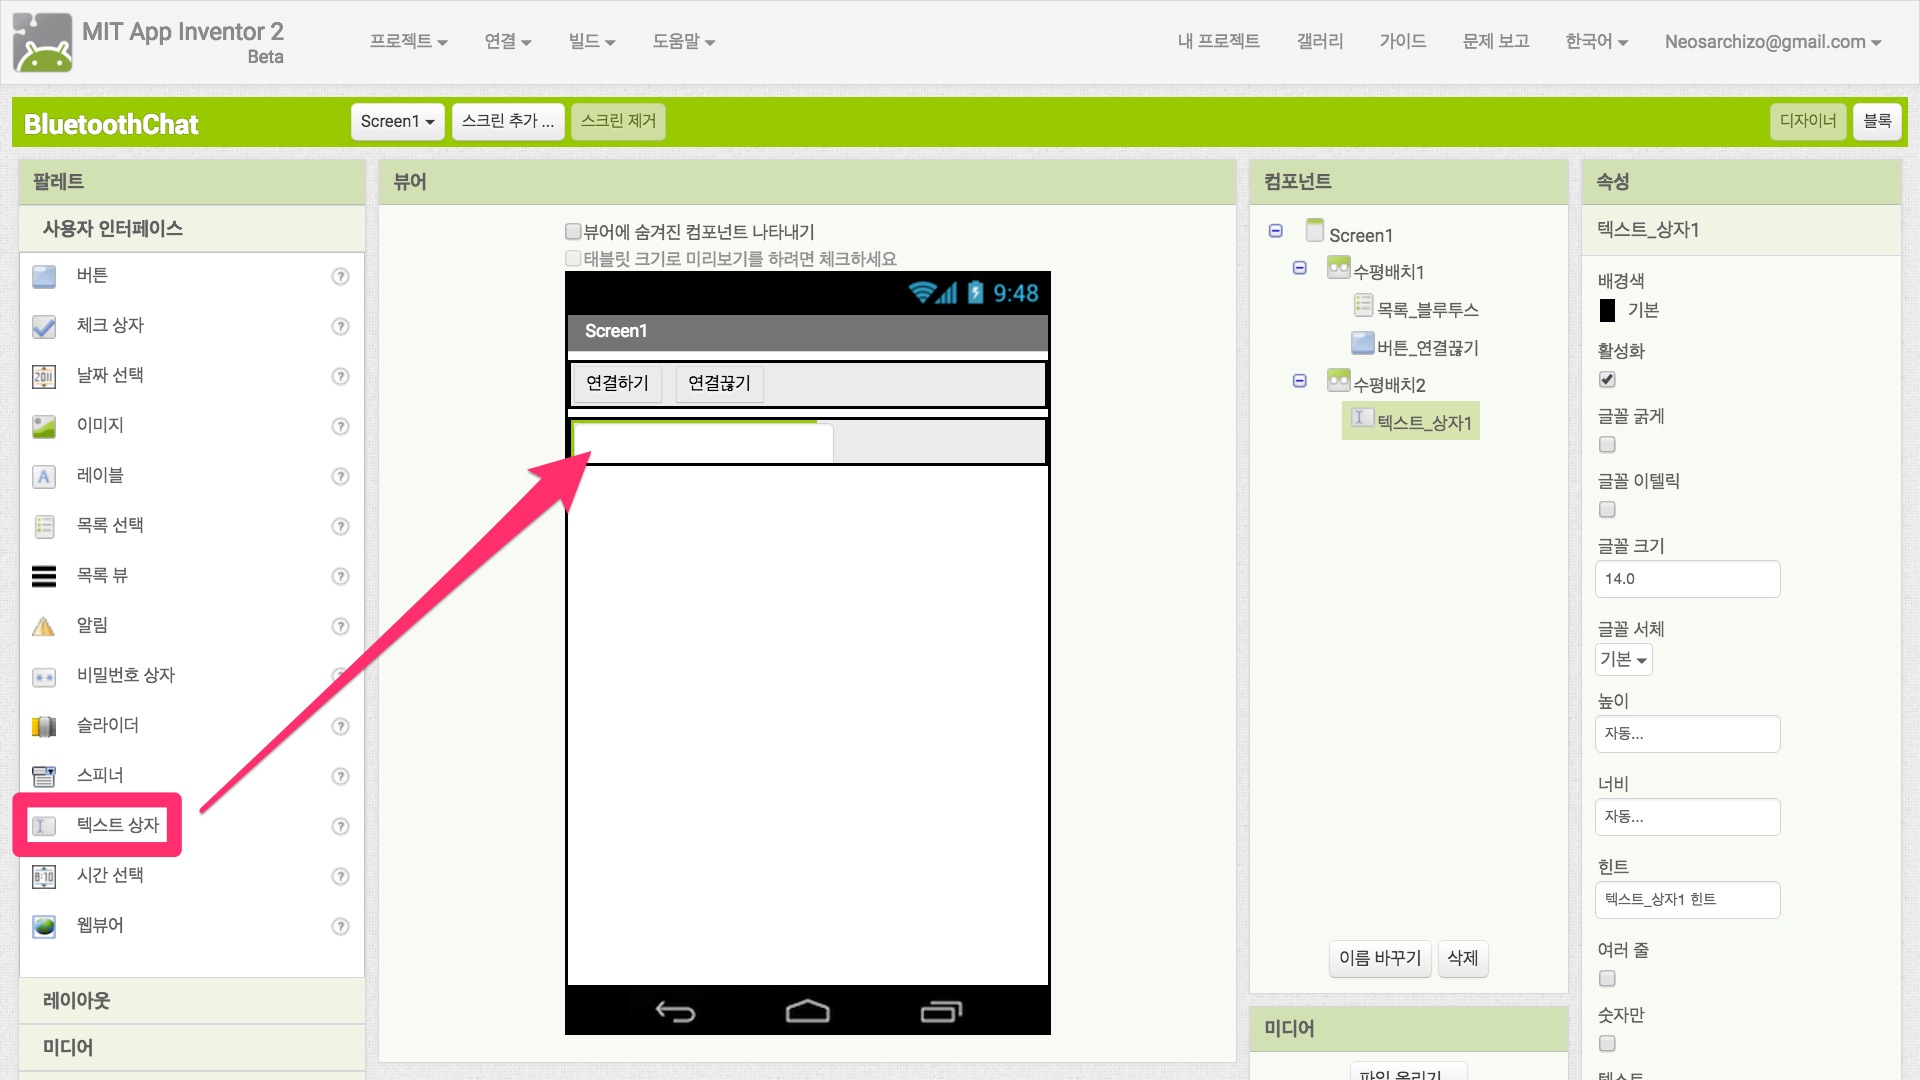 MIT App Inventor 2
Beta
프로젝트 연결 빌드 도움말 내 프로젝트 갤러리 가이드 문제 보고 한국어 Neosarchizo@gmail.com
BluetoothChat Screen1 스크린 추가 ... 스크린 제거 디자이너 블록
팔레트
사용자 인터페이스
버튼 ?
체크 상자 ?
날짜 선택 ?
이미지 ?
레이블 ?
목록 선택 ?
목록 뷰 ?
알림 ?
비밀번호 상자 ?
슬라이더 ?
스피너 ?
텍스트 상자 ?
시간 선택 ?
웹뷰어 ?
레이아웃
미디어
뷰어
뷰어에 숨겨진 컴포넌트 나타내기
태블릿 크기로 미리보기를 하려면 체크하세요
9:48
Screen1
연결하기 연결끊기
컴포넌트
Screen1
수평배치1
목록_블루투스
버튼_연결끊기
수평배치2
텍스트_상자1
이름 바꾸기 삭제
미디어
파일 올리기
속성
텍스트_상자1
배경색
기본
활성화
글꼴 굵게
글꼴 이텔릭
글꼴 크기
14.0
글꼴 서체
기본
높이
자동...
너비
자동...
힌트
텍스트_상자1 힌트
여러 줄
숫자만
텍스트